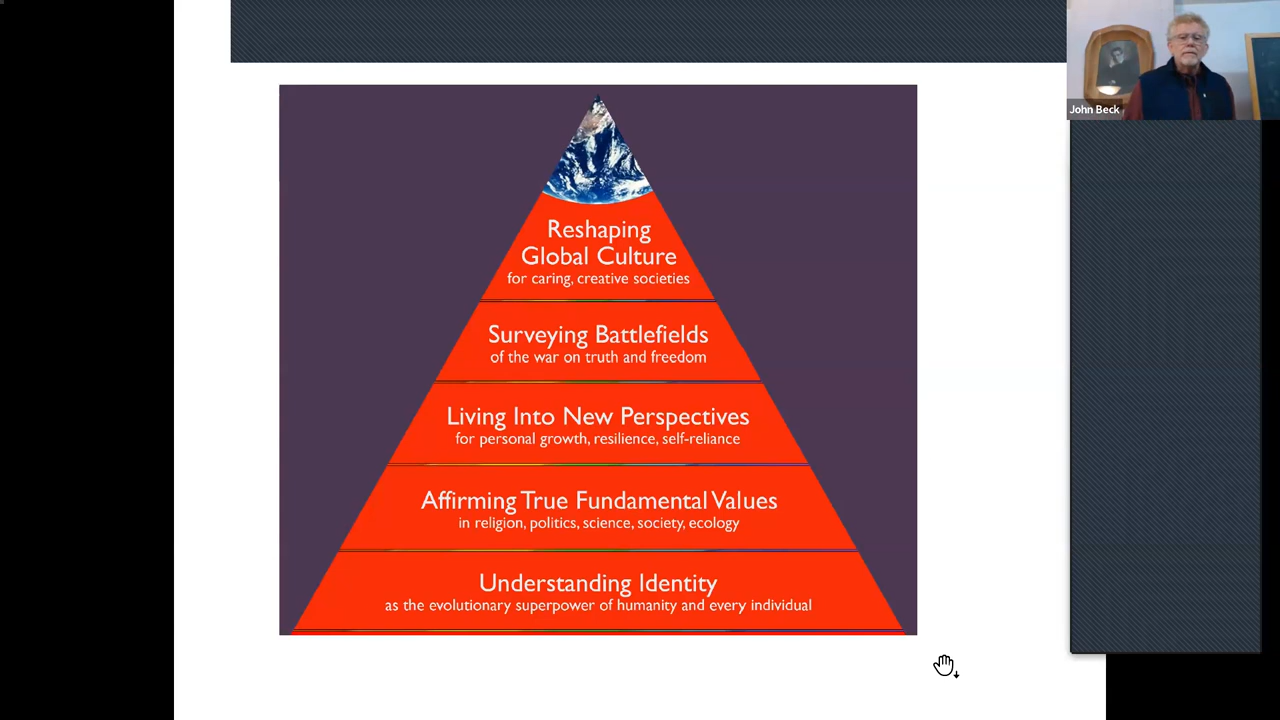 John Beck
Reshaping
Global Culture
for caring, creative societies
Surveying Battlefields
of the war on truth and freedom
Living Into New Perspectives
for personal growth, resilience, self-reliance
Affirming True Fundamental Values
in religion, politics, science, society, ecology
Understanding Identity
as the evolutionary superpower of humanity and every individual